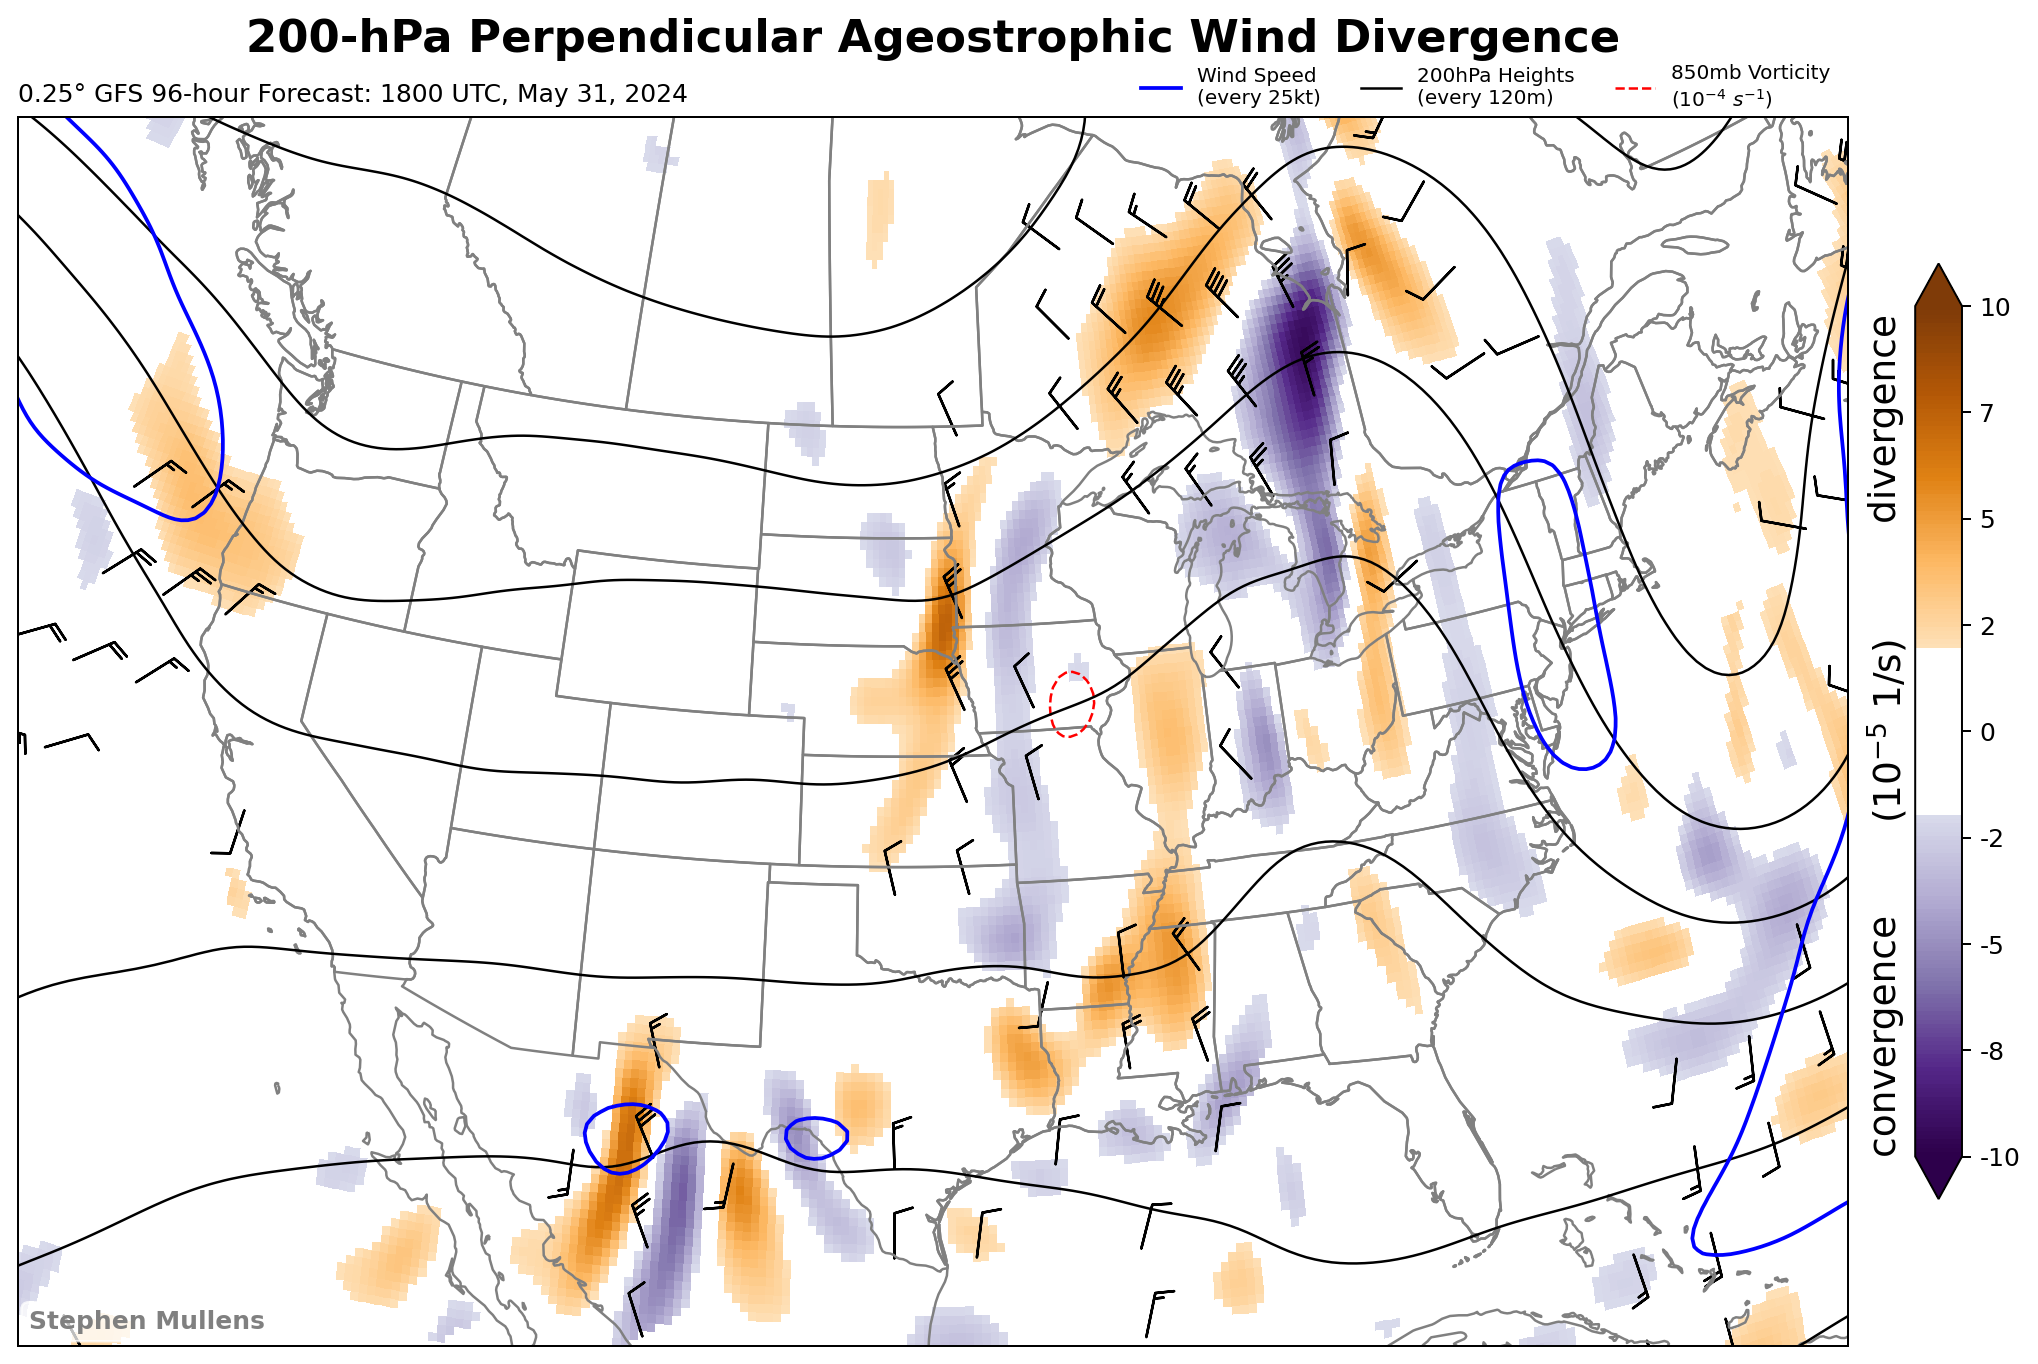 200-hPa Perpendicular Ageostrophic Wind Divergence
0.25° GFS 96-hour Forecast: 1800 UTC, May 31, 2024
Wind Speed
(every 25kt)
200hPa Heights
(every 120m)
850mb Vorticity
(10⁻⁴ s⁻¹)
10
7
5
2
0
-2
-5
-8
-10
convergence (10⁻⁵ 1/s) divergence
Stephen Mullens